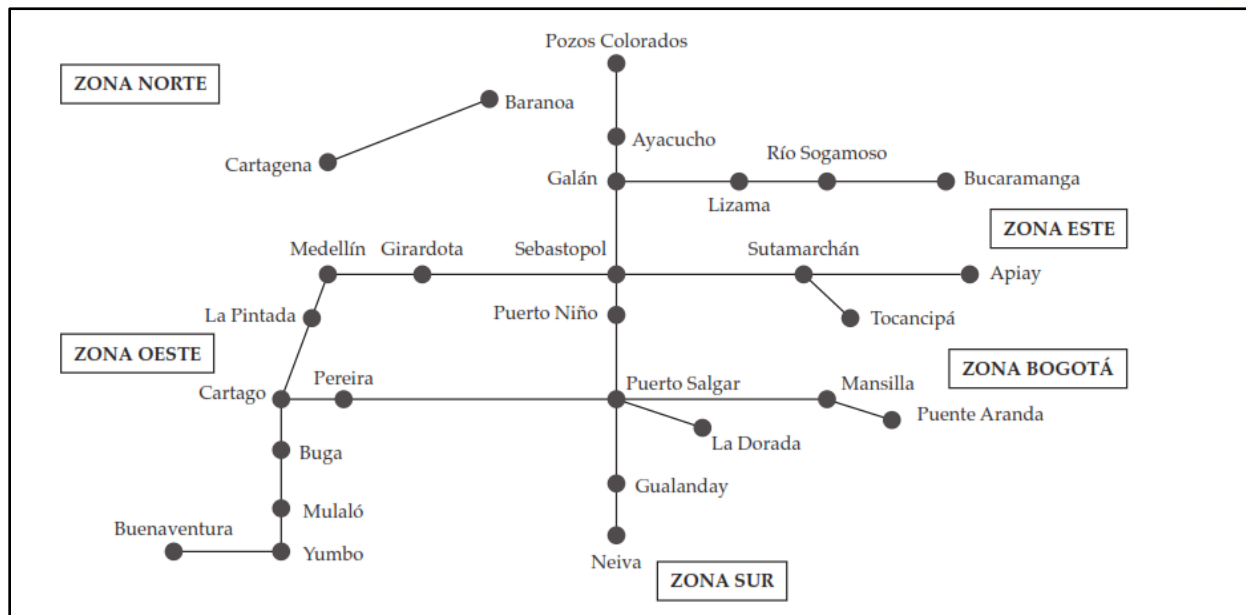 Pozos Colorados
ZONA NORTE
Baranoa
Ayacucho
Cartagena
Río Sogamoso
Galán
Bucaramanga
Lizama
ZONA ESTE
Medellín
Girardota
Sebastopol
Sutamarchán
Apiay
Puerto Niño
La Pintada
Tocancipá
ZONA OESTE
ZONA BOGOTÁ
Pereira
Puerto Salgar
Mansilla
Cartago
Puente Aranda
La Dorada
Buga
Gualanday
Mulaló
Buenaventura
Yumbo
Neiva
ZONA SUR